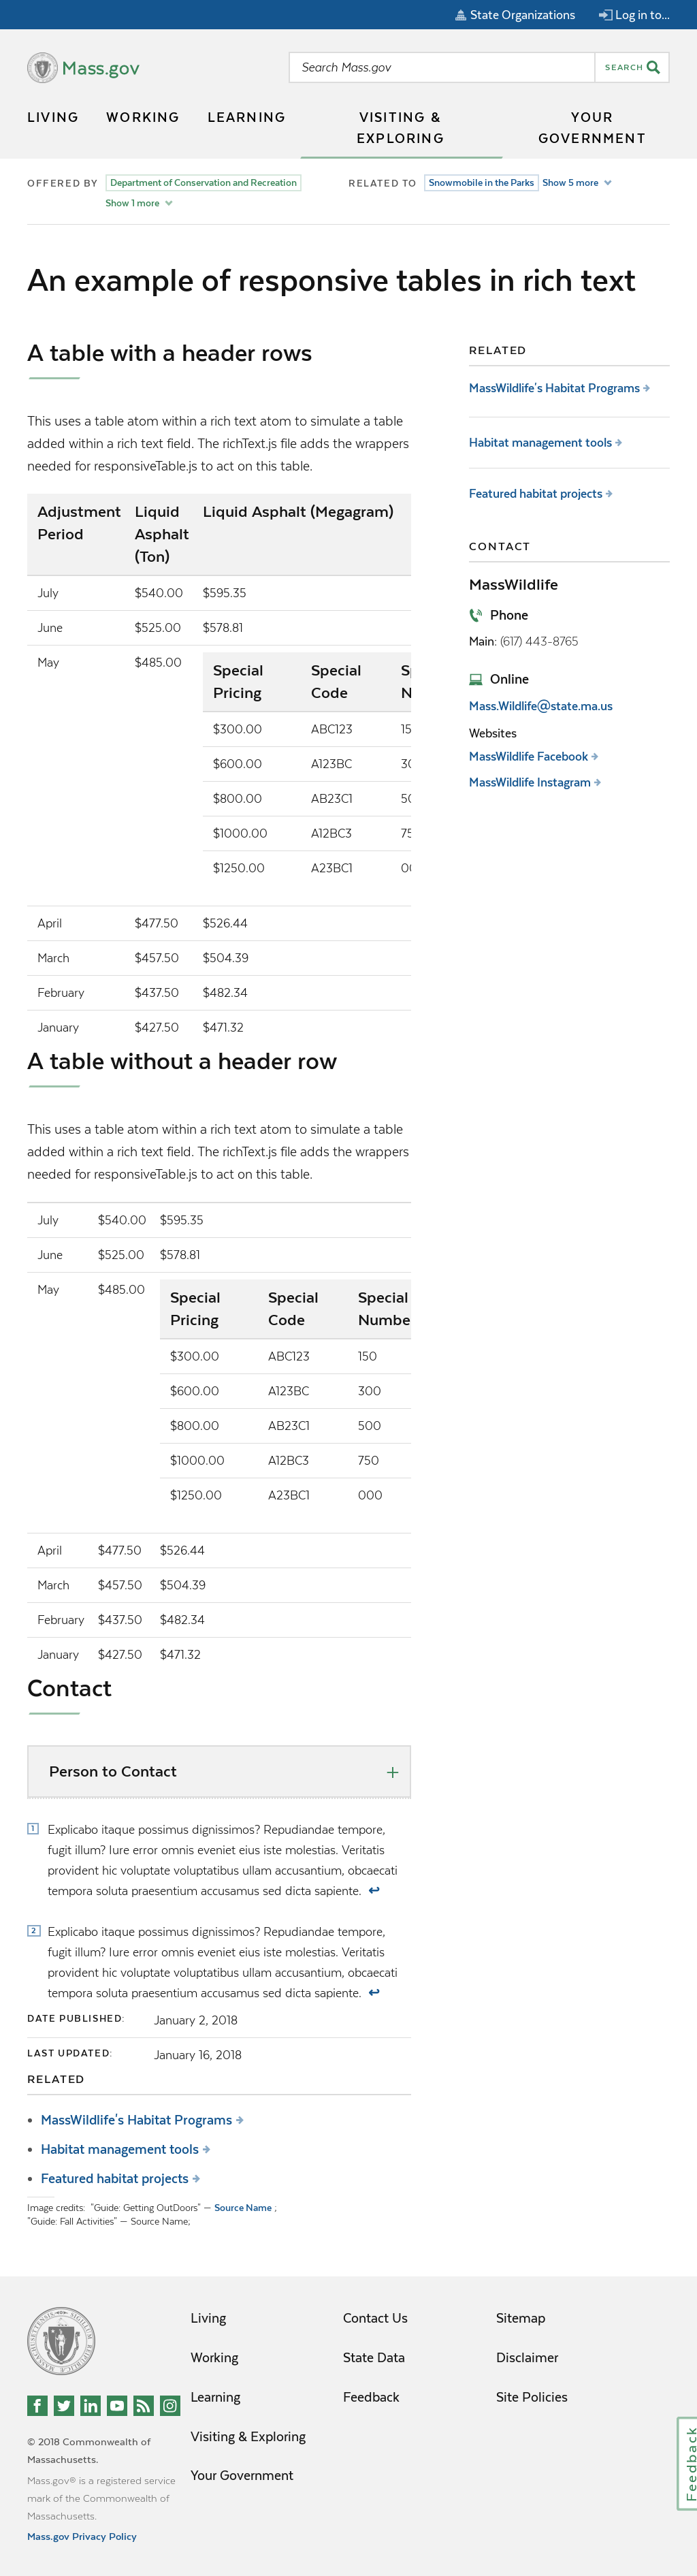 State Organizations Log in to...
Mass.gov
Search Mass.gov SEARCH
LIVING WORKING LEARNING VISITING & EXPLORING YOUR GOVERNMENT
OFFERED BY Department of Conservation and Recreation
Show 1 more
RELATED TO Snowmobile in the Parks Show 5 more
An example of responsive tables in rich text
A table with a header rows
This uses a table atom within a rich text atom to simulate a table
added within a rich text field. The richText.js file adds the wrappers
needed for responsiveTable.js to act on this table.
Adjustment Period Liquid Asphalt (Ton) Liquid Asphalt (Megagram)
July $540.00 $595.35
June $525.00 $578.81
May $485.00
Special Pricing Special Code
$300.00 ABC123
$600.00 A123BC
$800.00 AB23C1
$1000.00 A12BC3
$1250.00 A23BC1
April $477.50 $526.44
March $457.50 $504.39
February $437.50 $482.34
January $427.50 $471.32
A table without a header row
This uses a table atom within a rich text atom to simulate a table
added within a rich text field. The richText.js file adds the wrappers
needed for responsiveTable.js to act on this table.
July $540.00 $595.35
June $525.00 $578.81
May $485.00
Special Pricing Special Code Special Numbe
$300.00 ABC123 150
$600.00 A123BC 300
$800.00 AB23C1 500
$1000.00 A12BC3 750
$1250.00 A23BC1 000
April $477.50 $526.44
March $457.50 $504.39
February $437.50 $482.34
January $427.50 $471.32
Contact
Person to Contact
1 Explicabo itaque possimus dignissimos? Repudiandae tempore,
fugit illum? Iure error omnis eveniet eius iste molestias. Veritatis
provident hic voluptate voluptatibus ullam accusantium, obcaecati
tempora soluta praesentium accusamus sed dicta sapiente. ↩
2 Explicabo itaque possimus dignissimos? Repudiandae tempore,
fugit illum? Iure error omnis eveniet eius iste molestias. Veritatis
provident hic voluptate voluptatibus ullam accusantium, obcaecati
tempora soluta praesentium accusamus sed dicta sapiente. ↩
DATE PUBLISHED: January 2, 2018
LAST UPDATED: January 16, 2018
RELATED
MassWildlife's Habitat Programs
Habitat management tools
Featured habitat projects
Image credits: "Guide: Getting OutDoors" — Source Name ;
"Guide: Fall Activities" — Source Name;
RELATED
MassWildlife's Habitat Programs
Habitat management tools
Featured habitat projects
CONTACT
MassWildlife
Phone
Main: (617) 443-8765
Online
Mass.Wildlife@state.ma.us
Websites
MassWildlife Facebook
MassWildlife Instagram
Living
Working
Learning
Visiting & Exploring
Your Government
Contact Us
State Data
Feedback
Sitemap
Disclaimer
Site Policies
© 2018 Commonwealth of
Massachusetts.
Mass.gov® is a registered service
mark of the Commonwealth of
Massachusetts.
Mass.gov Privacy Policy
Feedback